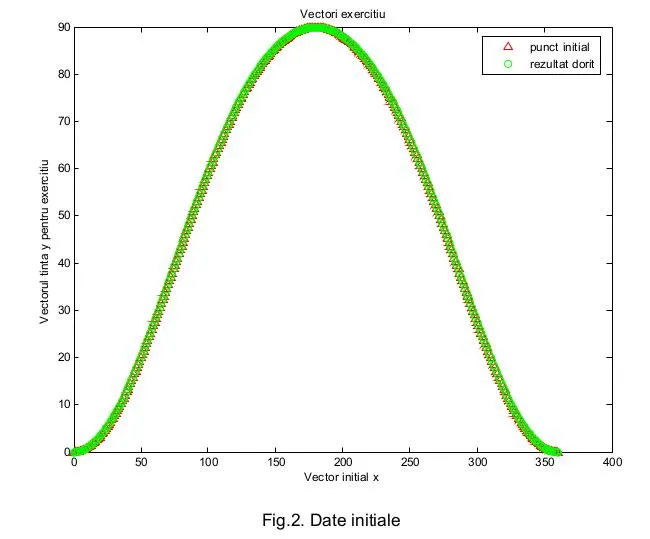 Vectori exercitiu
90
80
70
60
50
40
30
20
10
0
0 50 100 150 200 250 300 350 400
Vectorul tinta y pentru exercitiu
punct initial
rezultat dorit
Vector initial x
Fig.2. Date initiale